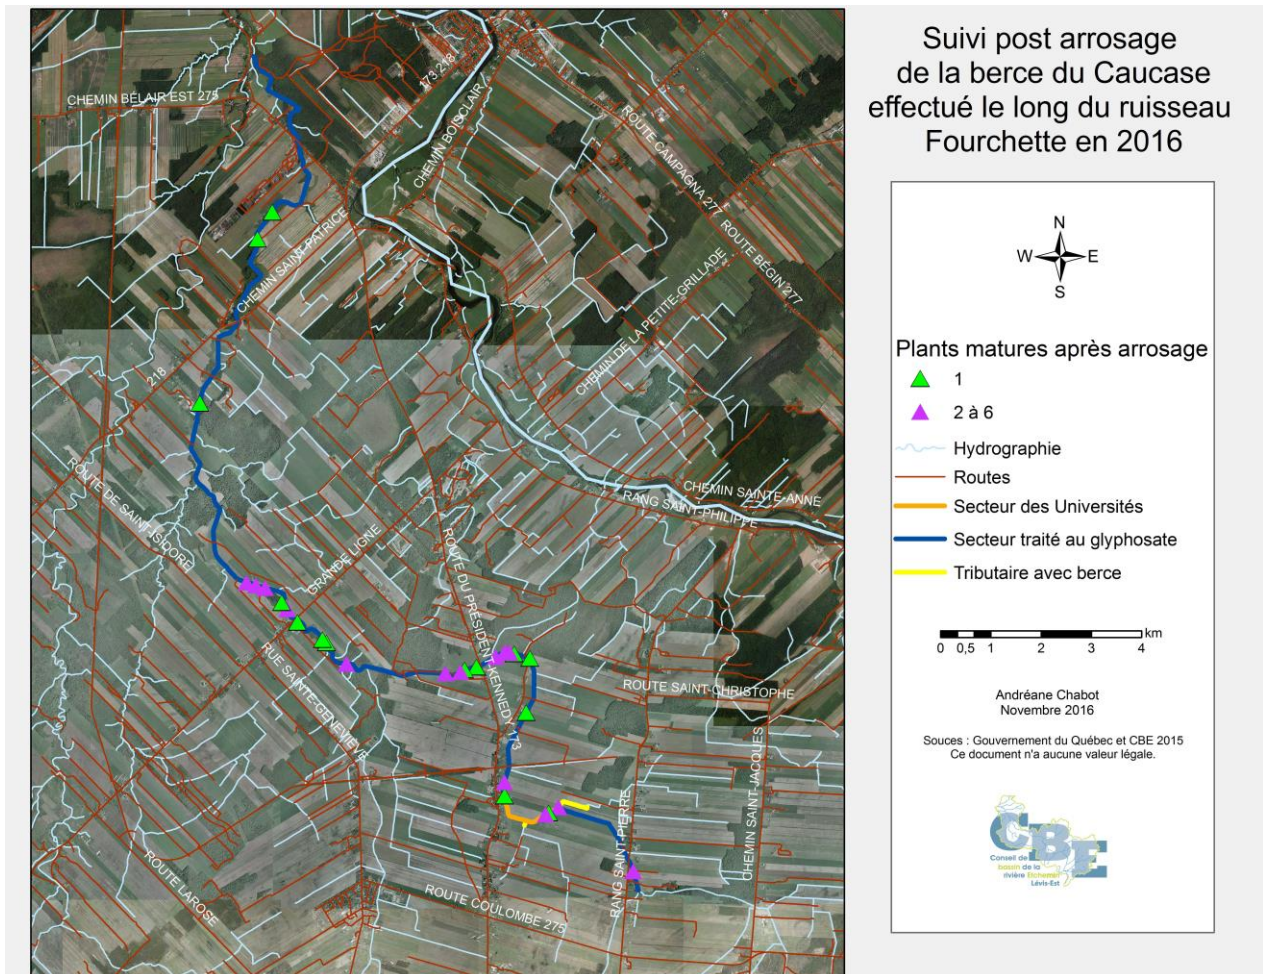 Suivi post arrosage
de la berce du Caucase
effectué le long du ruisseau
Fourchette en 2016
N
W E
S
Plants matures après arrosage
1
2 à 6
Hydrographie
Routes
Secteur des Universités
Secteur traité au glyphosate
Tributaire avec berce
km
0 0,5 1 2 3 4
Andréane Chabot
Novembre 2016
Souces : Gouvernement du Québec et CBE 2015
Ce document n'a aucune valeur légale.
CBE
Conseil de
bassin de la
rivière Etchemin
Lévis-Est
CHEMIN BÉLAIR EST 275
173 218
CHEMIN BOISCLAIR
ROUTE CAMPAGNA 277
ROUTE BÉGIN 277
CHEMIN SAINT-PATRICE
CHEMIN DE LA PETITE-GRILLADE
218
ROUTE DE SAINT-ISIDORE
CHEMIN SAINTE-ANNE
RANG SAINT-PHILIPPE
GRANDE LIGNE
ROUTE DU PRÉSIDENT-KENNEDY 173
RUE SAINTE-GENEVIÈVE
ROUTE SAINT-CHRISTOPHE
CHEMIN SAINT-JACQUES
RANG SAINT-PIERRE
ROUTE LAROSE
ROUTE COULOMBE 275